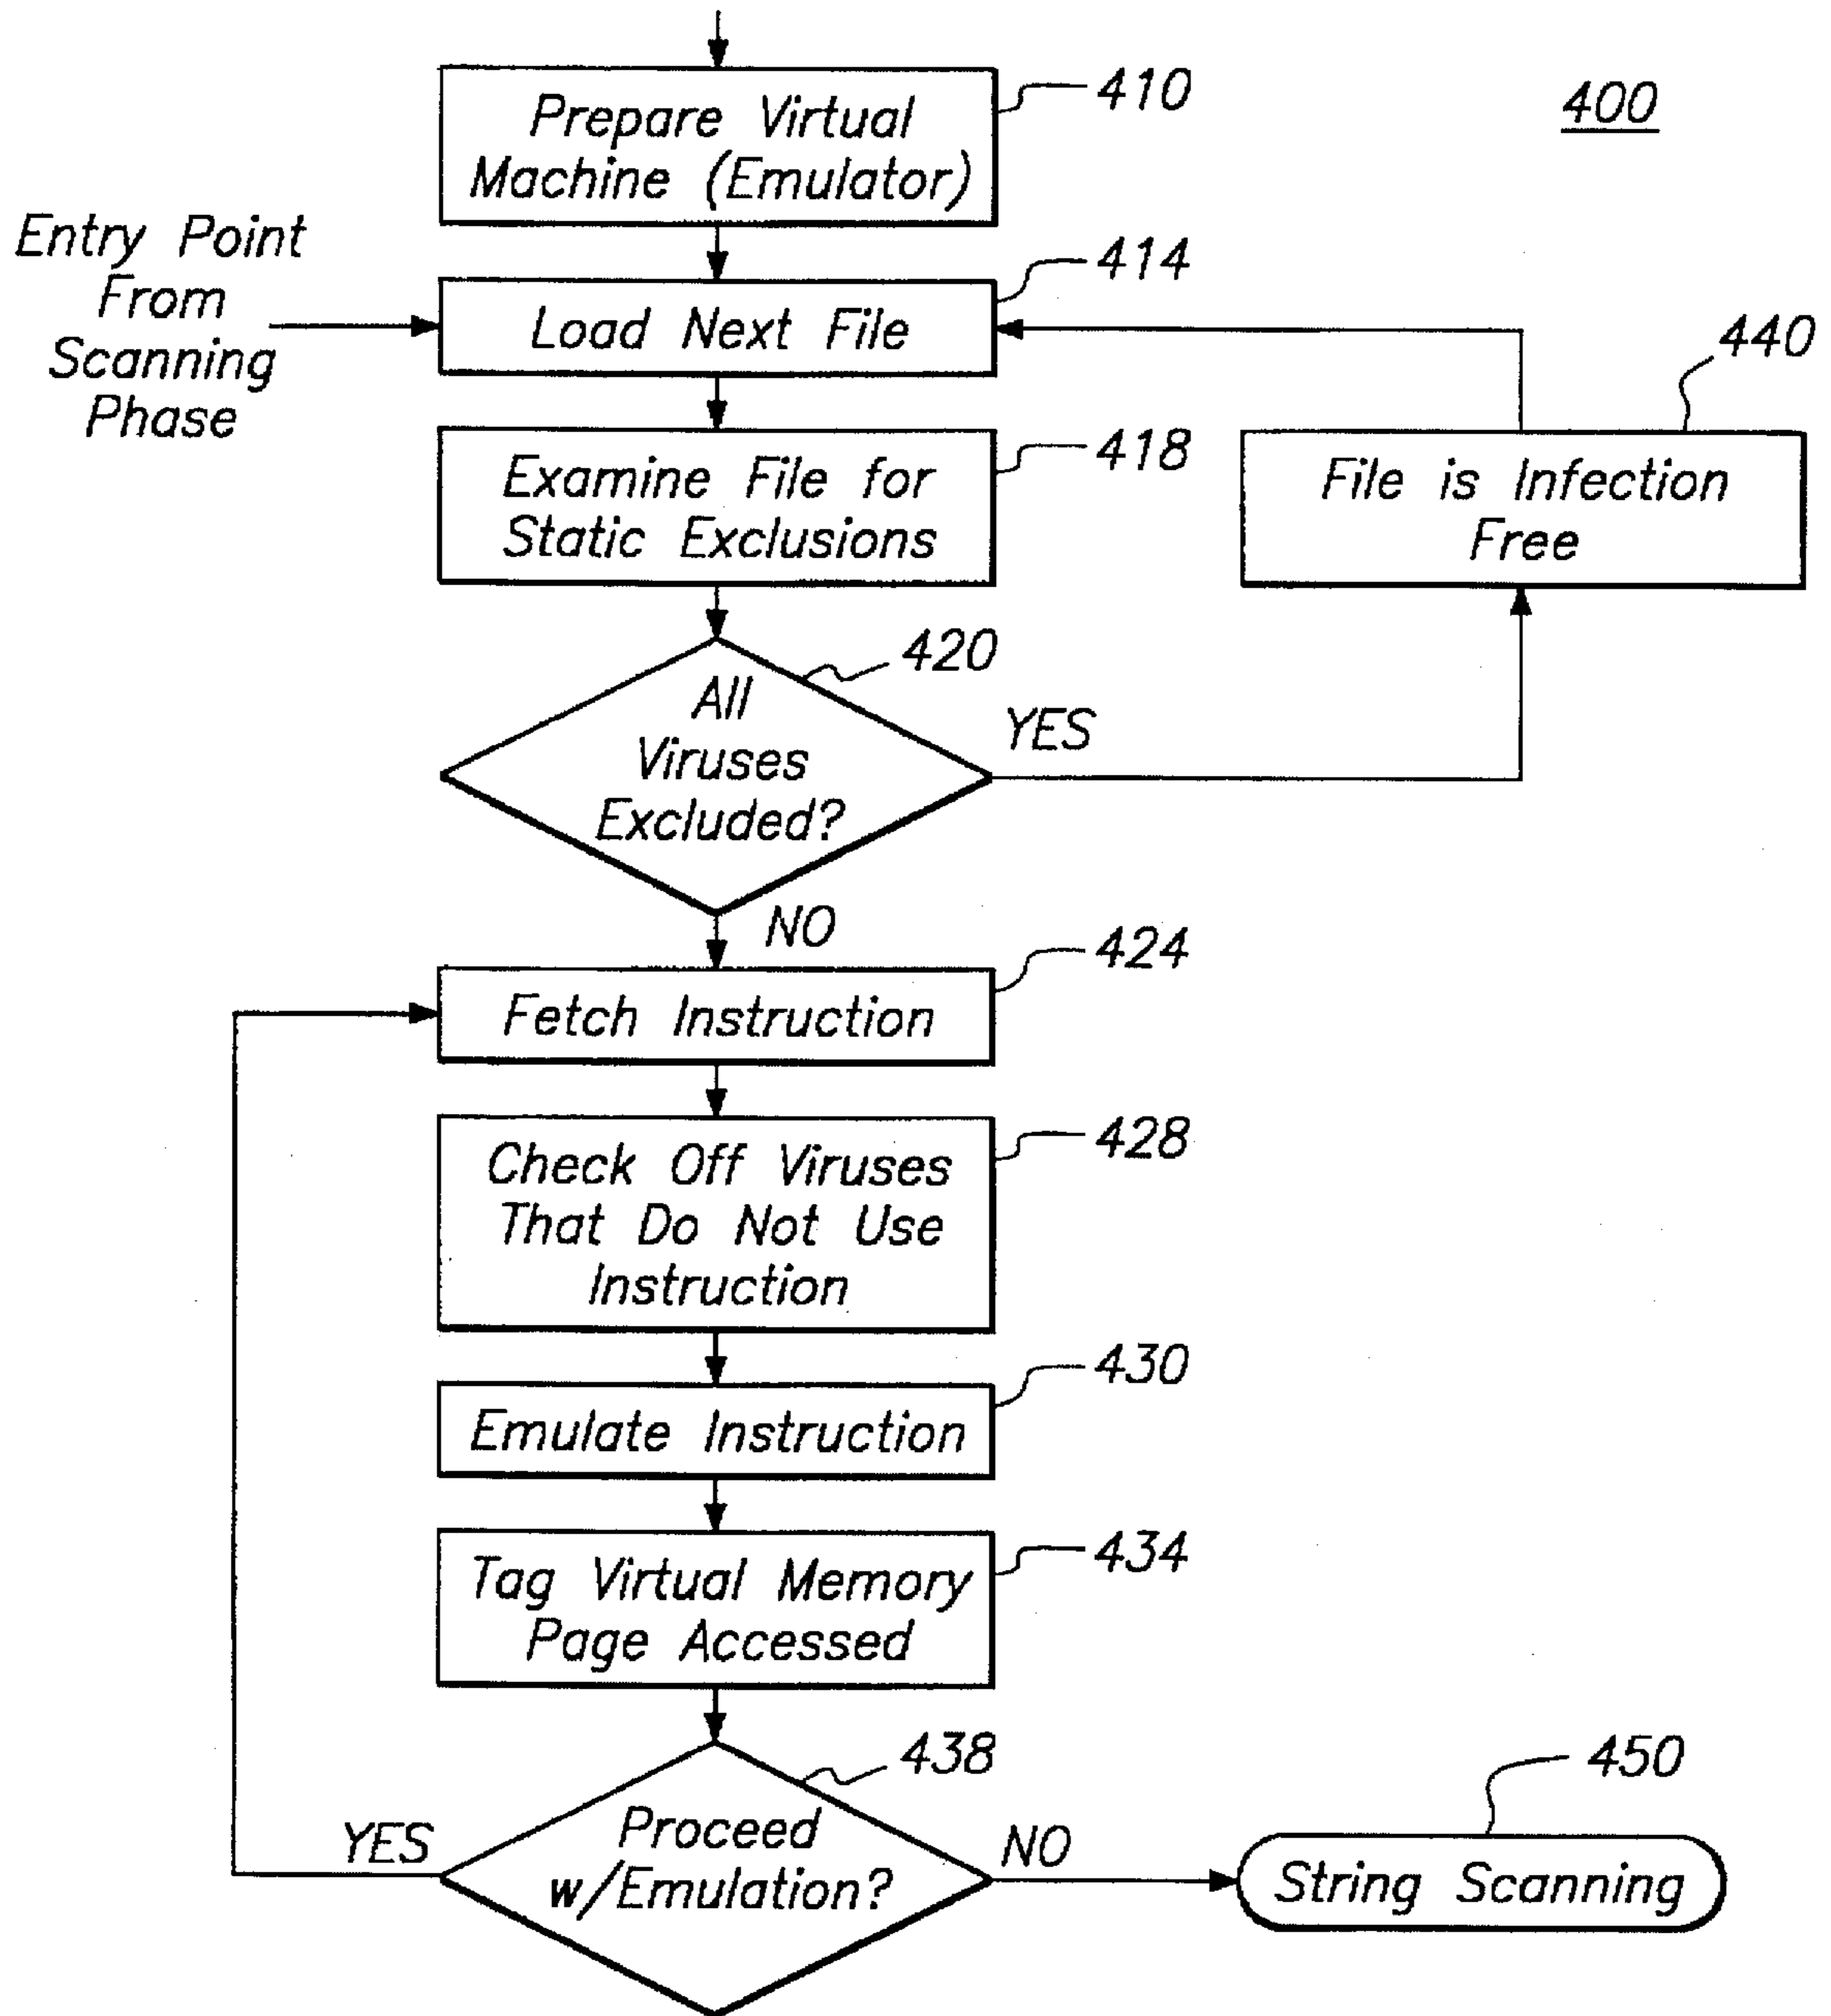 410
400
Prepare Virtual
Machine (Emulator)
Entry Point
From
Scanning
Phase
414
Load Next File
440
418
Examine File for
Static Exclusions
File is Infection
Free
420
All
Viruses
Excluded?
YES
NO
424
Fetch Instruction
428
Check Off Viruses
That Do Not Use
Instruction
430
Emulate Instruction
434
Tag Virtual Memory
Page Accessed
438
Proceed
w/Emulation?
YES
NO
450
String Scanning